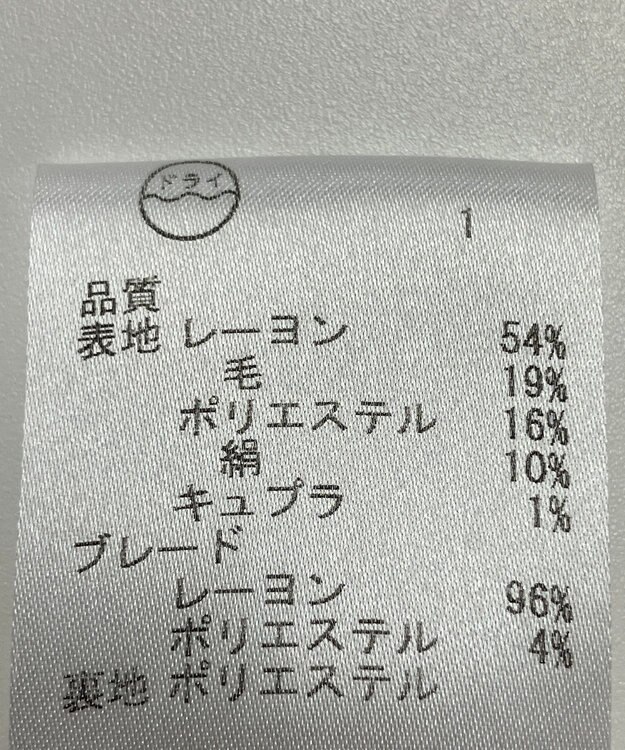 ドライ
1
品質
表地 レーヨン 54%
毛 19%
ポリエステル 16%
絹 10%
キュプラ 1%
ブレード
レーヨン 96%
ポリエステル 4%
裏地 ポリエステル